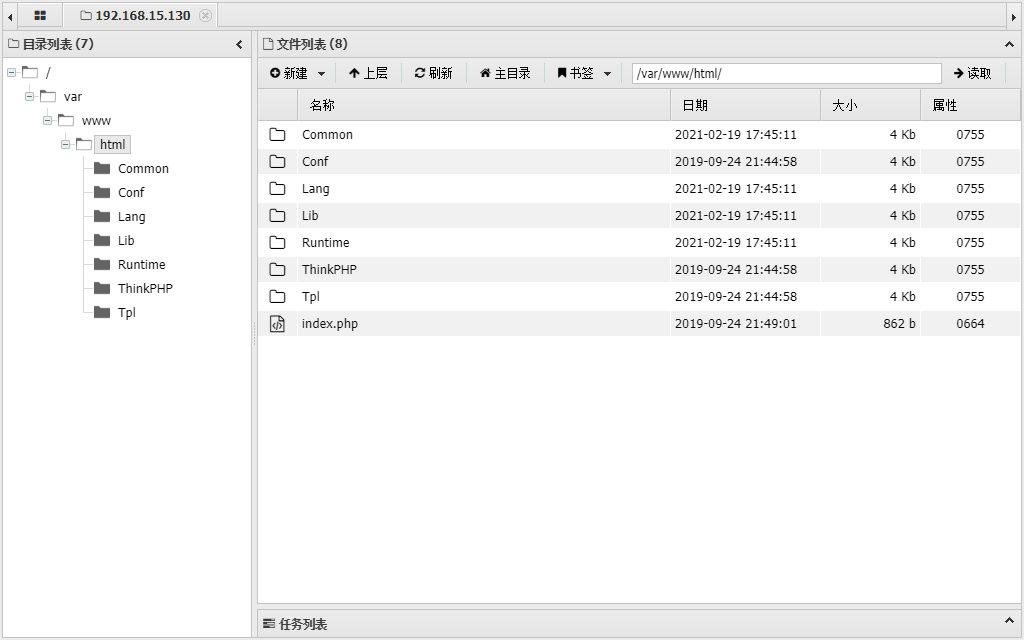 192.168.15.130
目录列表 (7)
/
var
www
html
Common
Conf
Lang
Lib
Runtime
ThinkPHP
Tpl
文件列表 (8)
新建 上层 刷新 主目录 书签 /var/www/html/ 读取
名称 日期 大小 属性
Common 2021-02-19 17:45:11 4 Kb 0755
Conf 2019-09-24 21:44:58 4 Kb 0755
Lang 2021-02-19 17:45:11 4 Kb 0755
Lib 2021-02-19 17:45:11 4 Kb 0755
Runtime 2021-02-19 17:45:11 4 Kb 0755
ThinkPHP 2019-09-24 21:44:58 4 Kb 0755
Tpl 2019-09-24 21:44:58 4 Kb 0755
index.php 2019-09-24 21:49:01 862 b 0664
任务列表